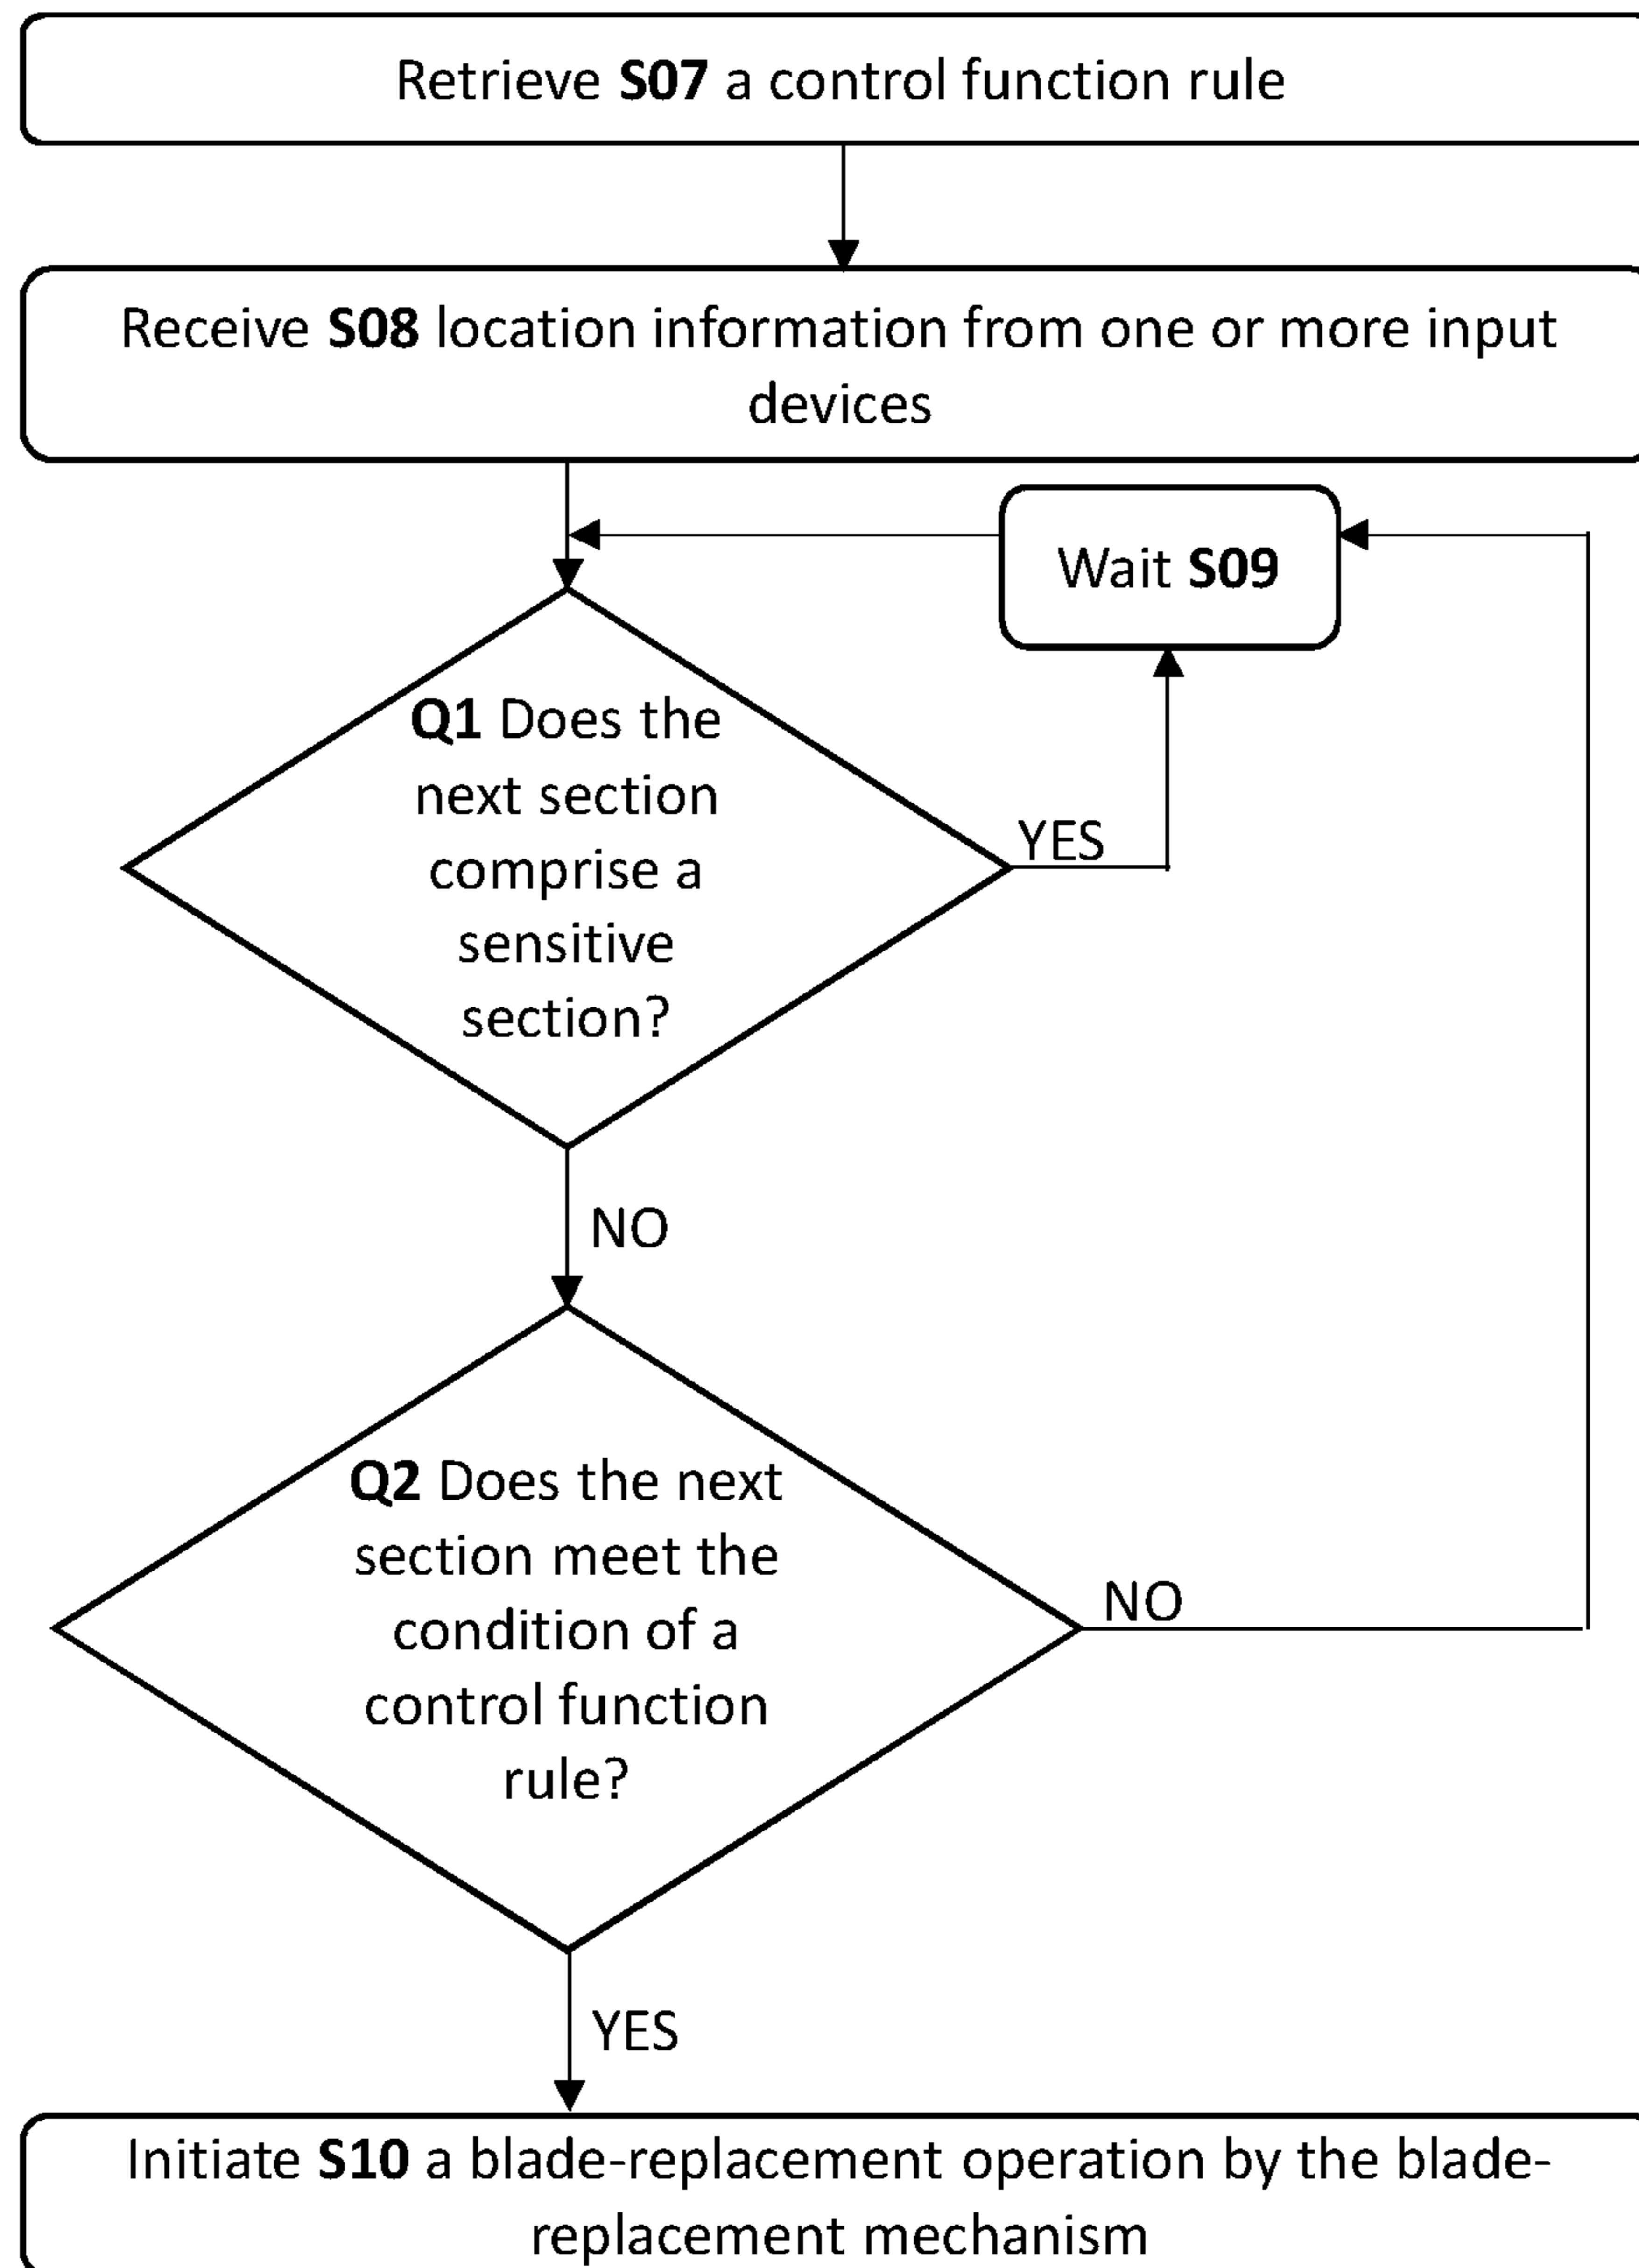 Retrieve S07 a control function rule
Receive S08 location information from one or more input
devices
Wait S09
Q1 Does the
next section
comprise a
sensitive
section?
YES
NO
Q2 Does the next
section meet the
condition of a
control function
rule?
NO
YES
Initiate S10 a blade-replacement operation by the blade-
replacement mechanism